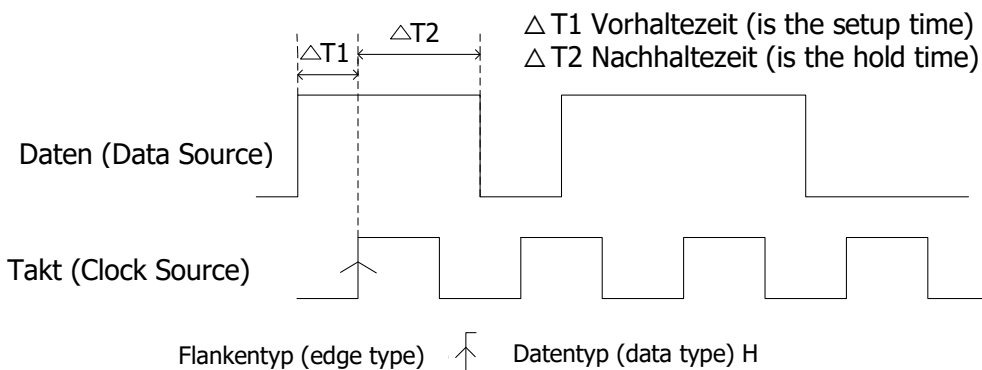 △T1
△T2
△T1 Vorhaltezeit (is the setup time)
△T2 Nachhaltezeit (is the hold time)
Daten (Data Source)
Takt (Clock Source)
Flankentyp (edge type) Datentyp (data type) H